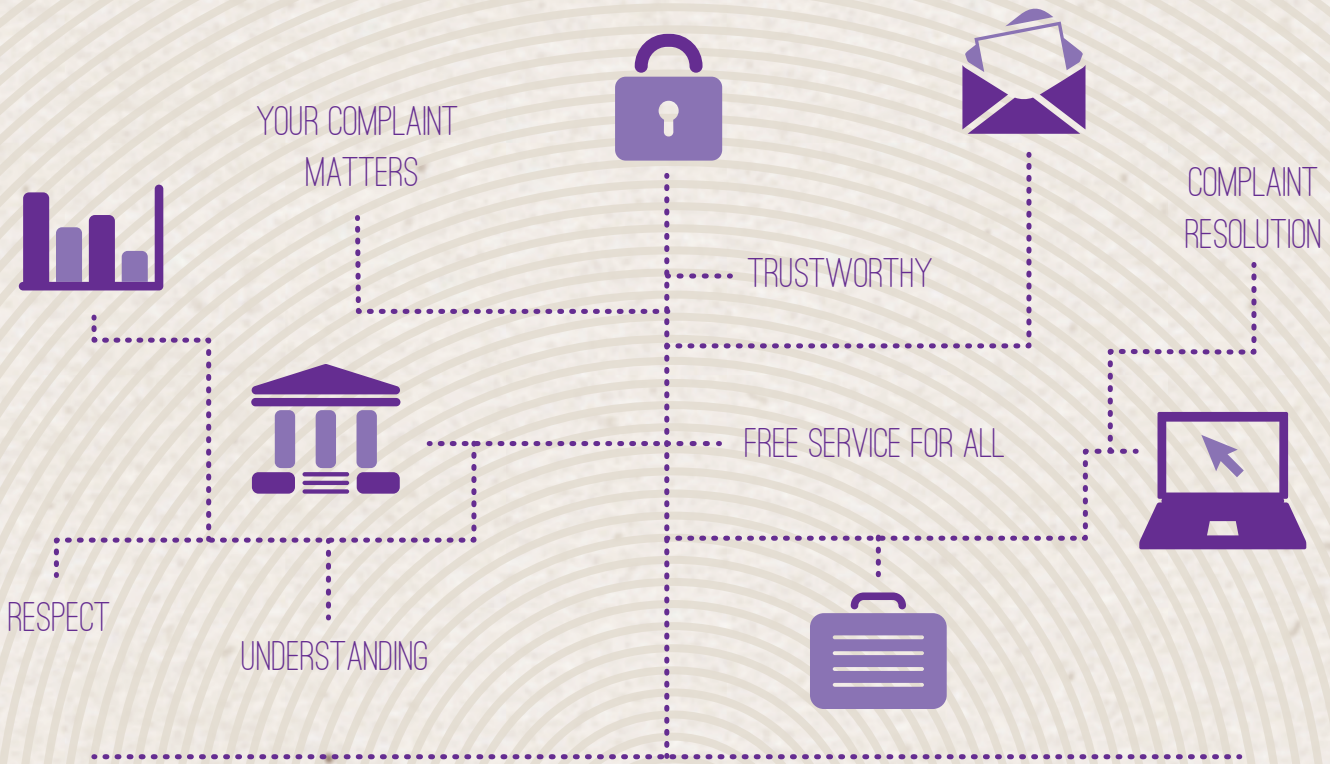 YOUR COMPLAINT
MATTERS
COMPLAINT
RESOLUTION
TRUSTWORTHY
FREE SERVICE FOR ALL
RESPECT
UNDERSTANDING